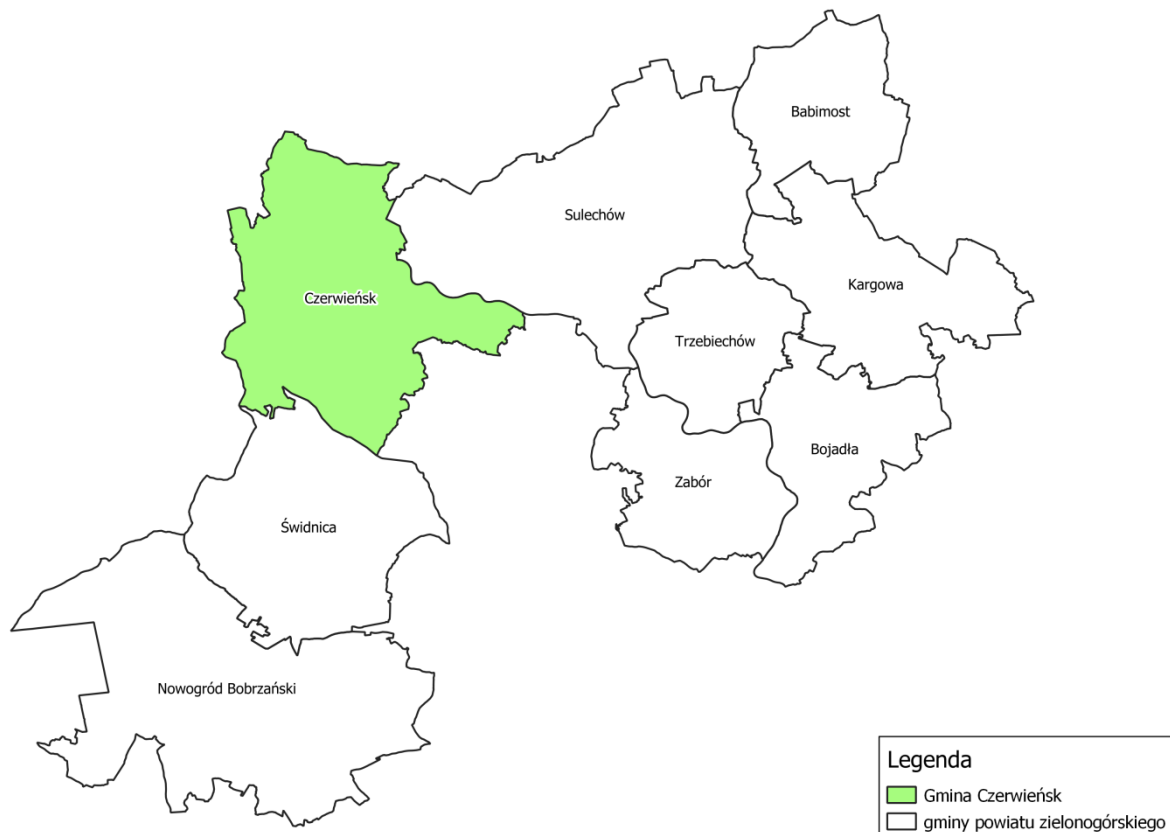 Babimost
Sulechów
Kargowa
Czerwieńsk
Trzebiechów
Bojadła
Zabór
Świdnica
Nowogród Bobrzański
Legenda
Gmina Czerwieńsk
gminy powiatu zielonogórskiego